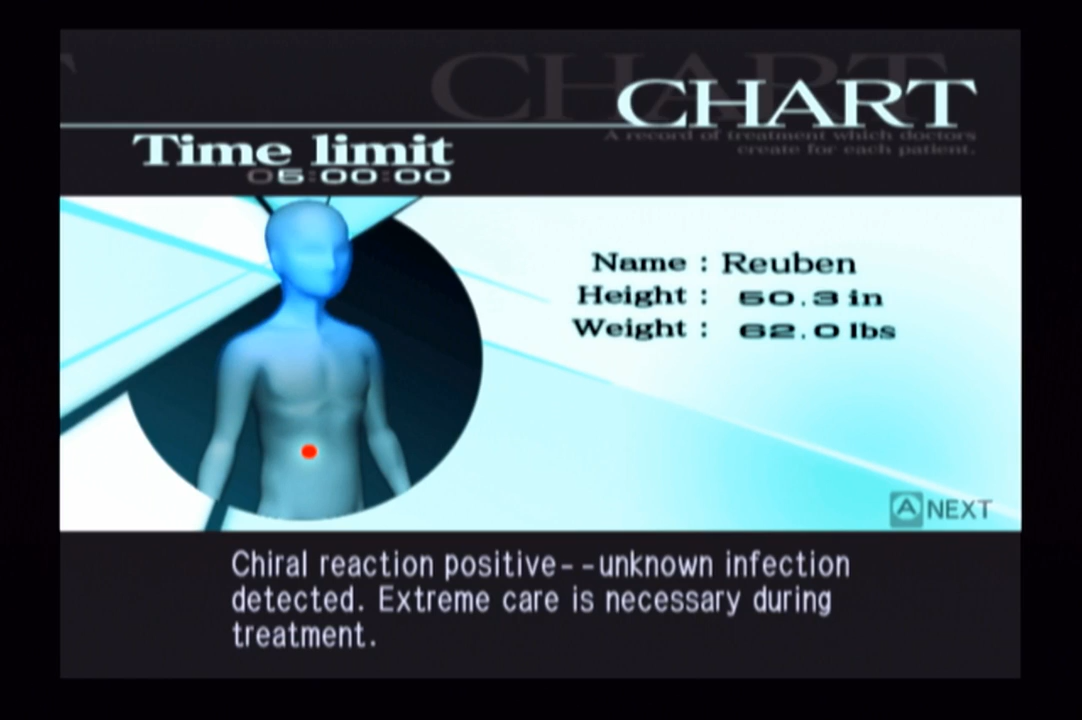 CHART
CHART
A record of treatment which doctors
create for each patient.
Time limit
05:00:00
Name : Reuben
Height : 50.3 in
Weight : 62.0 lbs
A NEXT
Chiral reaction positive--unknown infection
detected. Extreme care is necessary during
treatment.